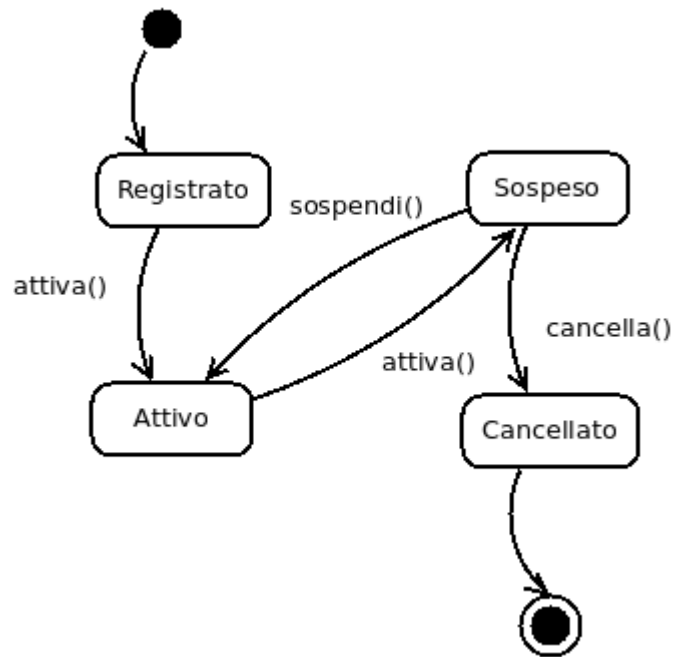 Registrato
Sospeso
sospendi()
attiva()
cancella()
attiva()
Attivo
Cancellato